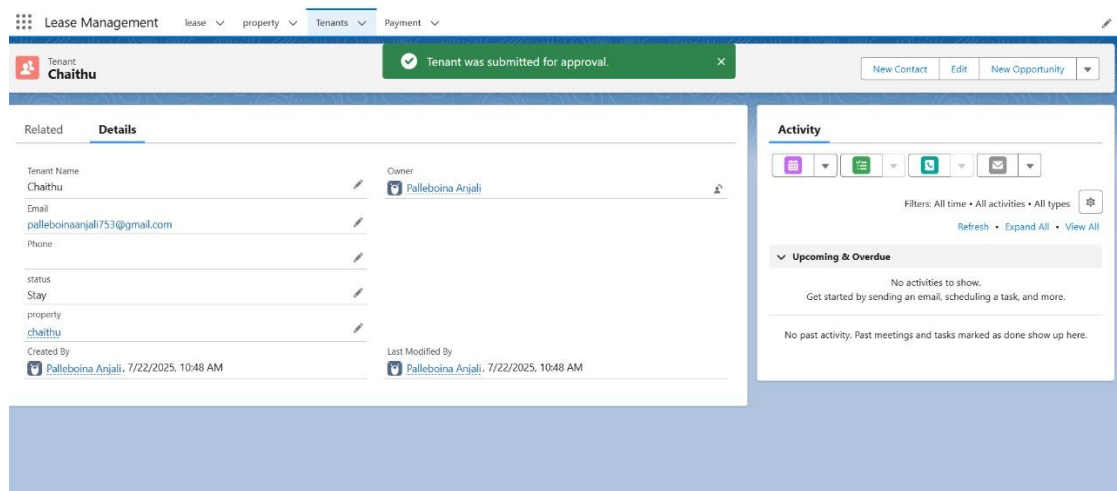 Lease Management lease property Tenants Payment
Tenant
Chaithu
Tenant was submitted for approval.
New Contact Edit New Opportunity
Related Details
Tenant Name
Chaithu
Owner
Palleboina Anjali
Email
palleboinaanjali753@gmail.com
Phone
status
Stay
property
chaithu
Created By
Palleboina Anjali, 7/22/2025, 10:48 AM
Last Modified By
Palleboina Anjali, 7/22/2025, 10:48 AM
Activity
Filters: All time • All activities • All types
Refresh • Expand All • View All
Upcoming & Overdue
No activities to show.
Get started by sending an email, scheduling a task, and more.
No past activity. Past meetings and tasks marked as done show up here.